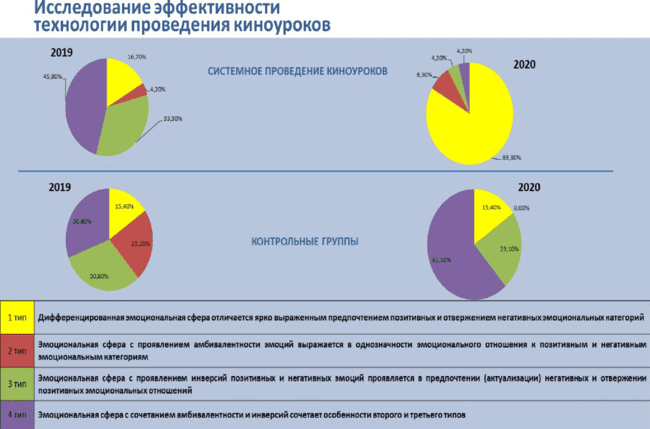 Исследование эффективности
технологии проведения киноуроков
2019
16,70%
4,20%
33,30%
45,80%
СИСТЕМНОЕ ПРОВЕДЕНИЕ КИНОУРОКОВ
2020
4,20%
4,20%
8,30%
83,30%
2019
15,40%
23,10%
30,80%
30,80%
КОНТРОЛЬНЫЕ ГРУППЫ
2020
15,40%
0,00%
23,10%
61,50%
1 тип Дифференцированная эмоциональная сфера отличается ярко выраженным предпочтением позитивных и отвержением негативных эмоциональных категорий
2 тип Эмоциональная сфера с проявлением амбивалентности эмоций выражается в однозначности эмоционального отношения к позитивным и негативным
эмоциональным категориям
3 тип Эмоциональная сфера с проявлением инверсий позитивных и негативных эмоций проявляется в предпочтении (актуализации) негативных и отвержении
позитивных эмоциональных отношений
4 тип Эмоциональная сфера с сочетанием амбивалентности и инверсий сочетает особенности второго и третьего типов